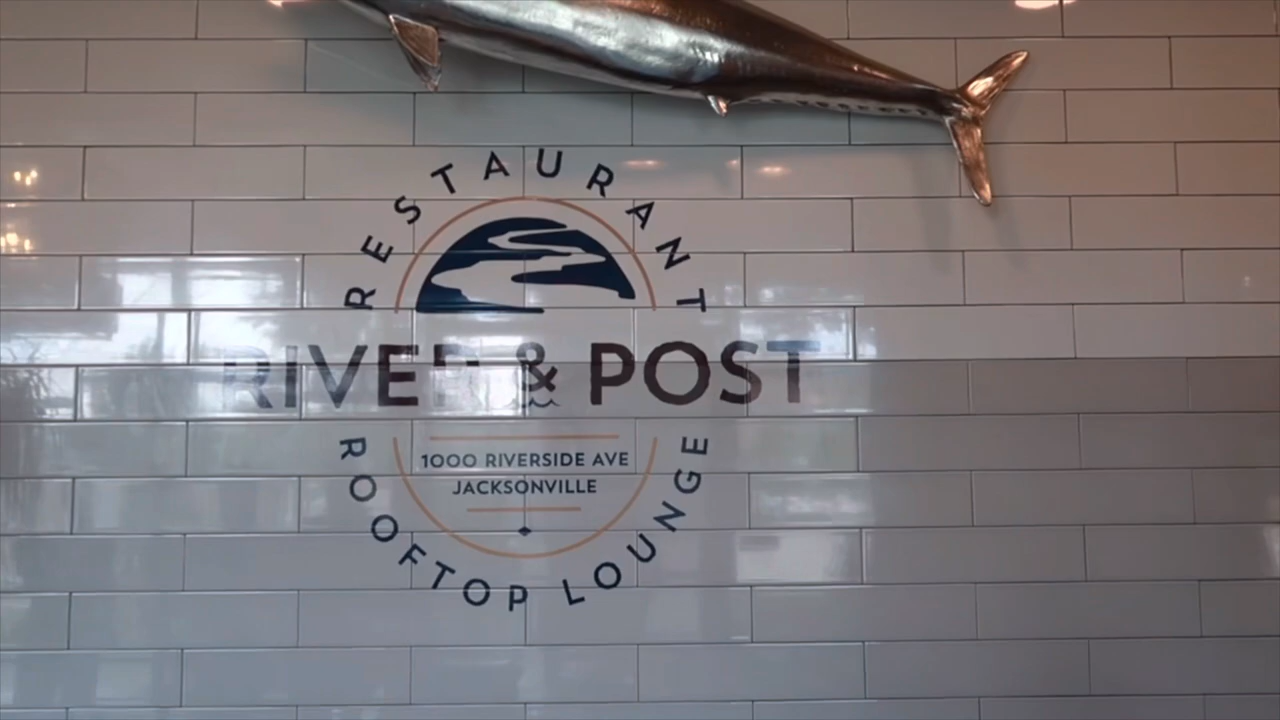 RESTAURANT
RIVER & POST
1000 RIVERSIDE AVE
JACKSONVILLE
ROOFTOP LOUNGE